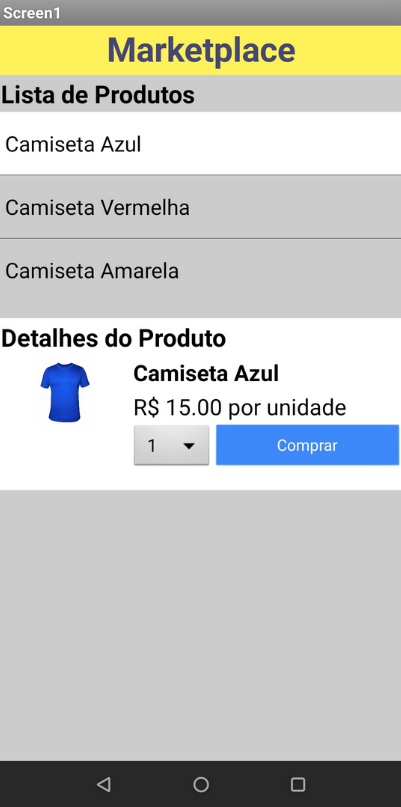 Screen1
Marketplace
Lista de Produtos
Camiseta Azul
Camiseta Vermelha
Camiseta Amarela
Detalhes do Produto
Camiseta Azul
R$ 15.00 por unidade
1
Comprar